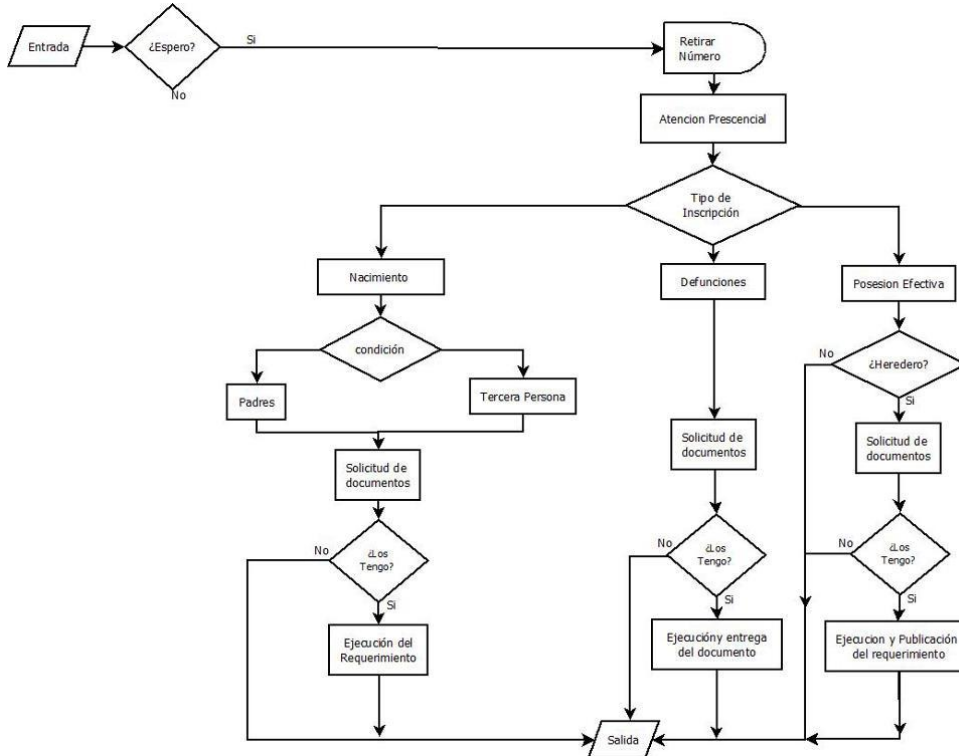 Entrada
¿Espero?
Si
No
Retirar
Número
Atencion Prescencial
Tipo de
Inscripción
Nacimiento
Defunciones
Posesion Efectiva
condición
No
¿Heredero?
Si
Padres
Tercera Persona
Solicitud de
documentos
Solicitud de
documentos
Solicitud de
documentos
No
¿Los
Tengo?
Si
No
¿Los
Tengo?
Si
No
¿Los
Tengo?
Si
Ejecución del
Requerimiento
Ejecucióny entrega
del documento
Ejecucion y Publicación
del requerimiento
Salida